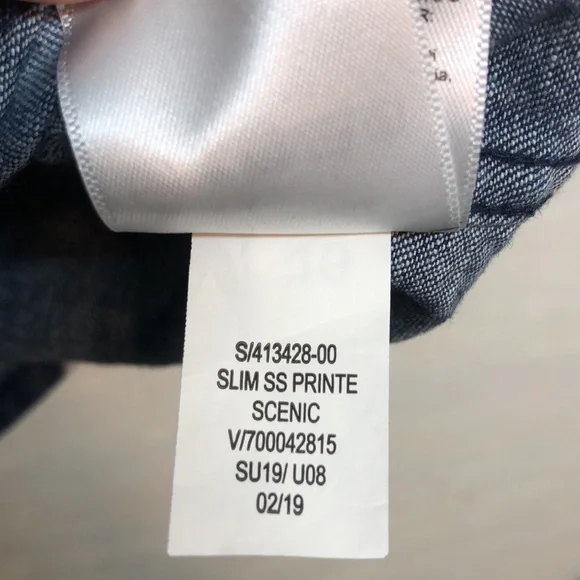 S/413428-00
SLIM SS PRINTE
SCENIC
V/700042815
SU19/ U08
02/19